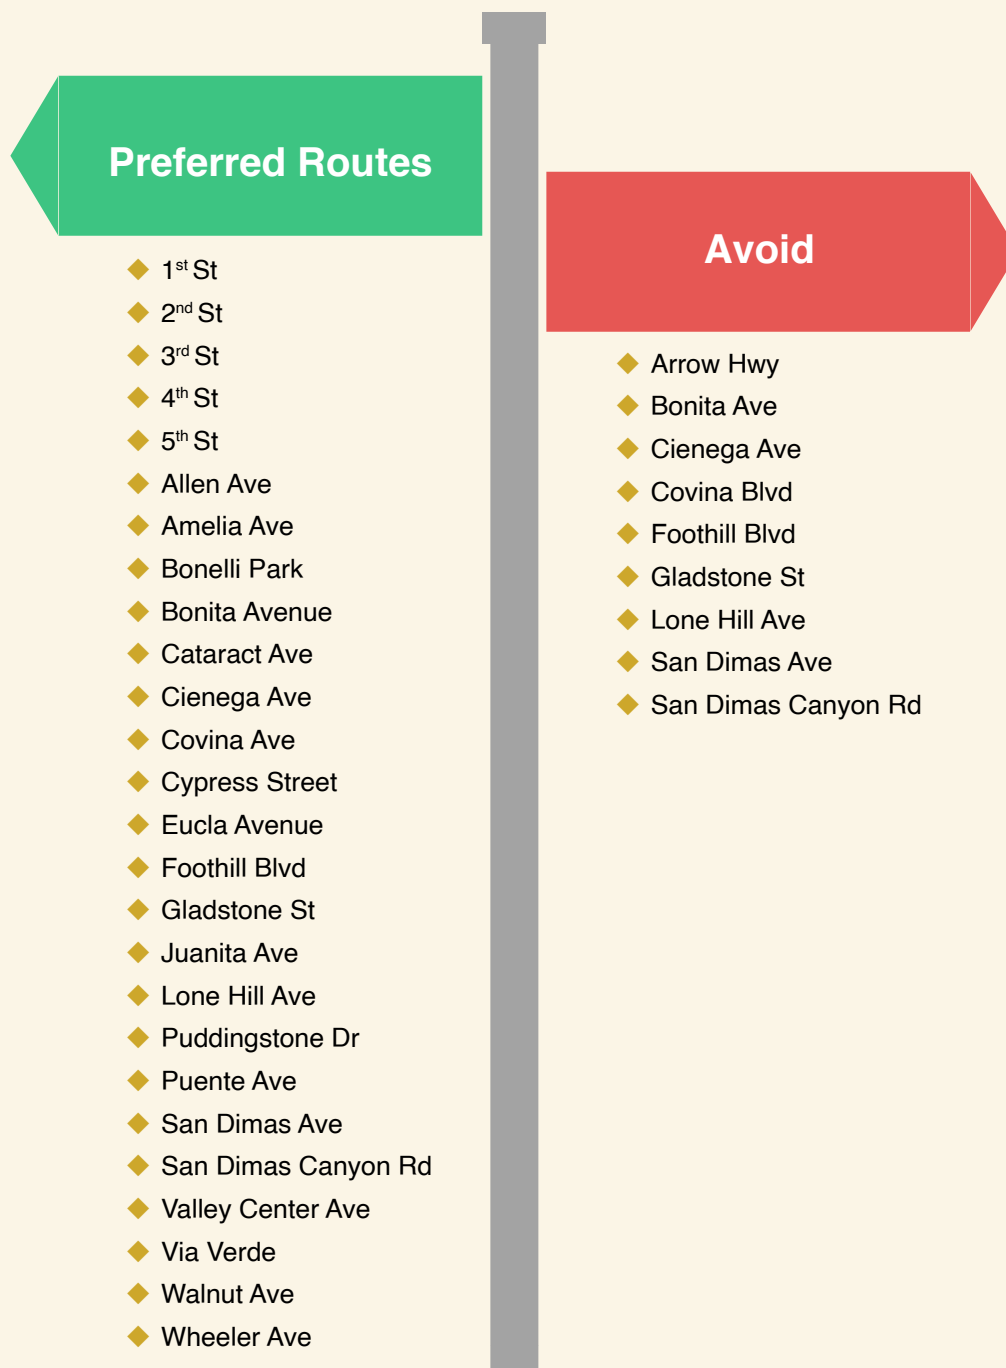 Preferred Routes
1st St
2nd St
3rd St
4th St
5th St
Allen Ave
Amelia Ave
Bonelli Park
Bonita Avenue
Cataract Ave
Cienega Ave
Covina Ave
Cypress Street
Eucla Avenue
Foothill Blvd
Gladstone St
Juanita Ave
Lone Hill Ave
Puddingstone Dr
Puente Ave
San Dimas Ave
San Dimas Canyon Rd
Valley Center Ave
Via Verde
Walnut Ave
Wheeler Ave
Avoid
Arrow Hwy
Bonita Ave
Cienega Ave
Covina Blvd
Foothill Blvd
Gladstone St
Lone Hill Ave
San Dimas Ave
San Dimas Canyon Rd